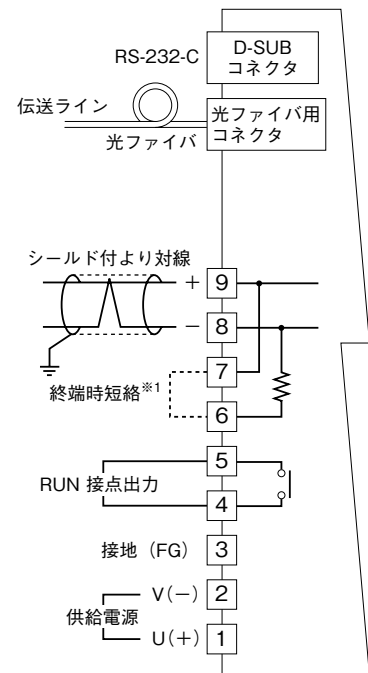 RS-232-C
D-SUB
コネクタ
伝送ライン
光ファイバ
光ファイバ用
コネクタ
シールド付より対線
+ 9
− 8
7
終端時短絡※1
6
5
RUN 接点出力
4
接地（FG） 3
V(−) 2
供給電源
U(+) 1